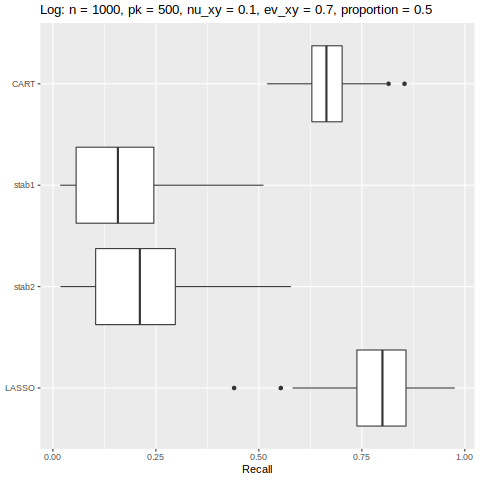 Log: n = 1000, pk = 500, nu_xy = 0.1, ev_xy = 0.7, proportion = 0.5
CART
stab1
stab2
LASSO
0.00 0.25 0.50 0.75 1.00
Recall